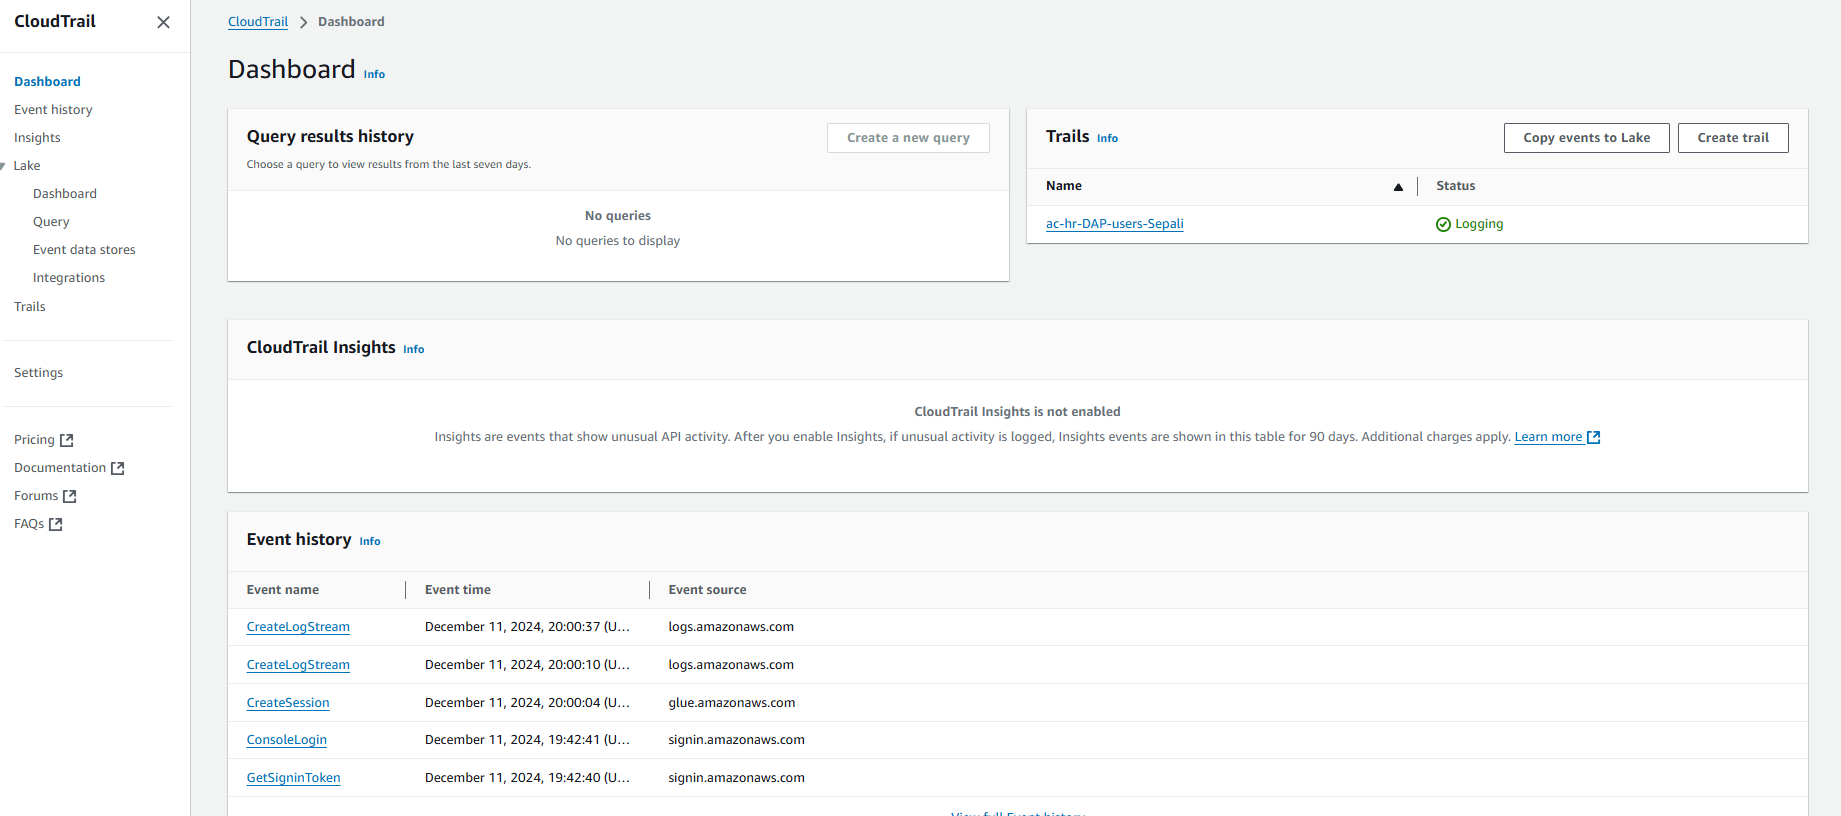 CloudTrail
Dashboard
Event history
Insights
Lake
Dashboard
Query
Event data stores
Integrations
Trails
Settings
Pricing
Documentation
Forums
FAQs
CloudTrail > Dashboard
Dashboard Info
Query results history
Create a new query
Choose a query to view results from the last seven days.
No queries
No queries to display
Trails Info
Copy events to Lake
Create trail
Name Status
ac-hr-DAP-users-Sepali Logging
CloudTrail Insights Info
CloudTrail Insights is not enabled
Insights are events that show unusual API activity. After you enable Insights, if unusual activity is logged, Insights events are shown in this table for 90 days. Additional charges apply. Learn more
Event history Info
Event name Event time Event source
CreateLogStream December 11, 2024, 20:00:37 (U... logs.amazonaws.com
CreateLogStream December 11, 2024, 20:00:10 (U... logs.amazonaws.com
CreateSession December 11, 2024, 20:00:04 (U... glue.amazonaws.com
ConsoleLogin December 11, 2024, 19:42:41 (U... signin.amazonaws.com
GetSigninToken December 11, 2024, 19:42:40 (U... signin.amazonaws.com
View full Event history